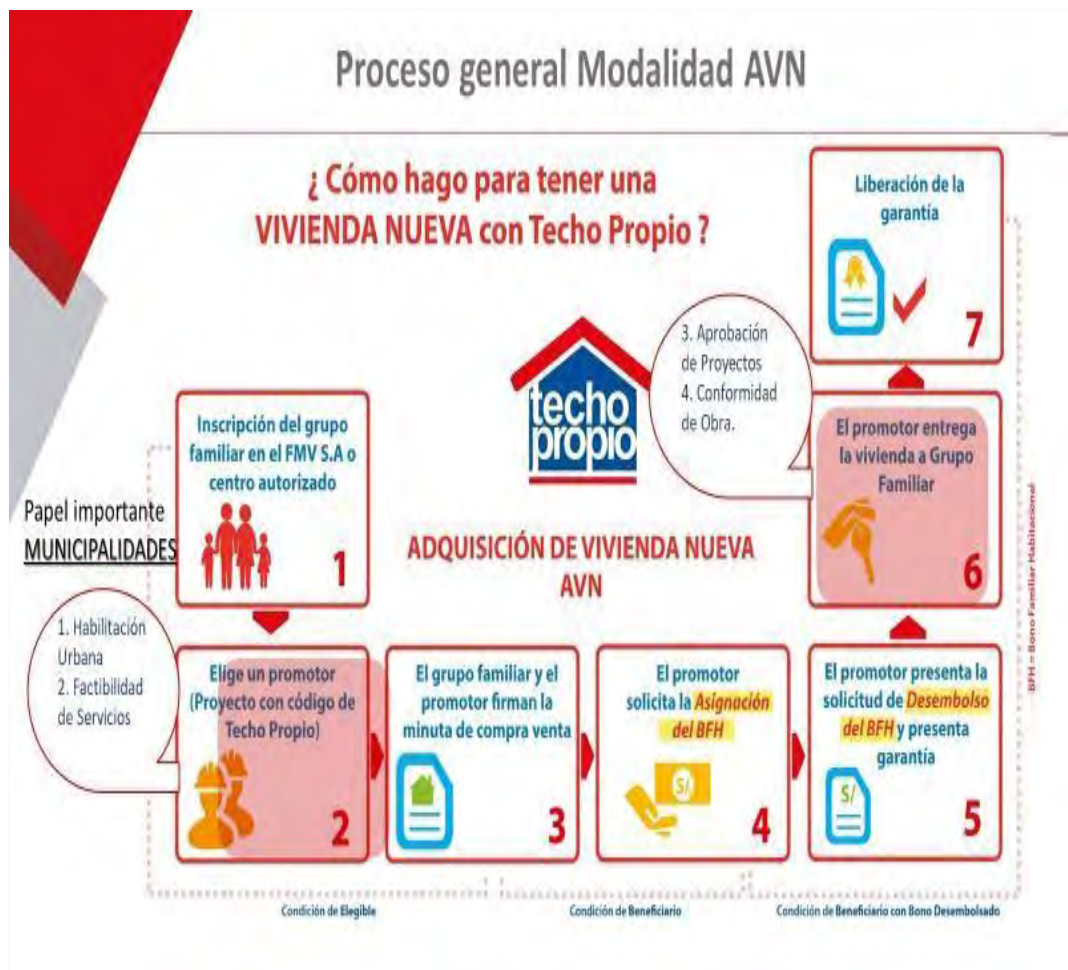 Proceso general Modalidad AVN
¿ Cómo hago para tener una
VIVIENDA NUEVA con Techo Propio ?
Papel importante
MUNICIPALIDADES
Inscripción del grupo
familiar en el FMV S.A o
centro autorizado
1
1. Habilitación
Urbana
2. Factibilidad
de Servicios
Elige un promotor
(Proyecto con código de
Techo Propio)
2
techo
propio
ADQUISICIÓN DE VIVIENDA NUEVA
AVN
El grupo familiar y el
promotor firman la
minuta de compra venta
3
El promotor
solicita la Asignación
del BFH
S/
4
El promotor presenta la
solicitud de Desembolso
del BFH y presenta
garantía
S/
5
3. Aprobación
de Proyectos
4. Conformidad
de Obra.
El promotor entrega
la vivienda a Grupo
Familiar
6
Liberación de la
garantía
7
BFH = Bono Familiar Habitacional
Condición de Elegible
Condición de Beneficiario
Condición de Beneficiario con Bono Desembolsado